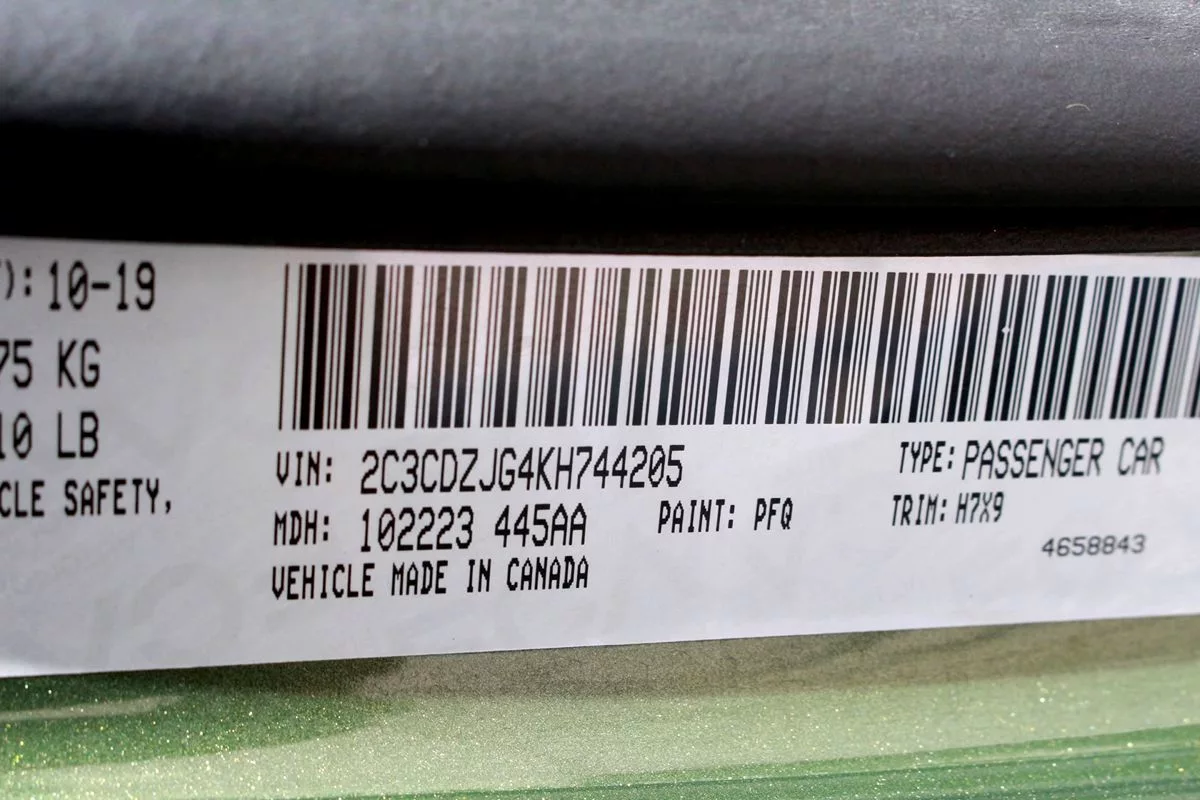 ): 10-19
75 KG
10 LB
CLE SAFETY,
VIN: 2C3CDZJG4KH744205
TYPE: PASSENGER CAR
MDH: 102223 445AA
PAINT: PFQ
TRIM: H7X9
VEHICLE MADE IN CANADA
4658843